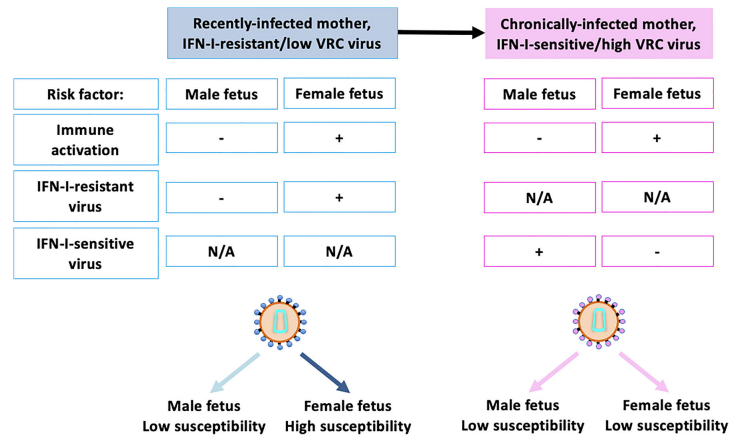 Recently-infected mother,
IFN-I-resistant/low VRC virus
Chronically-infected mother,
IFN-I-sensitive/high VRC virus
Risk factor:
Male fetus
Female fetus
Male fetus
Female fetus
Immune
activation
-
+
-
+
IFN-I-resistant
virus
-
+
N/A
N/A
IFN-I-sensitive
virus
N/A
N/A
+
-
Male fetus
Low susceptibility
Female fetus
High susceptibility
Male fetus
Low susceptibility
Female fetus
Low susceptibility